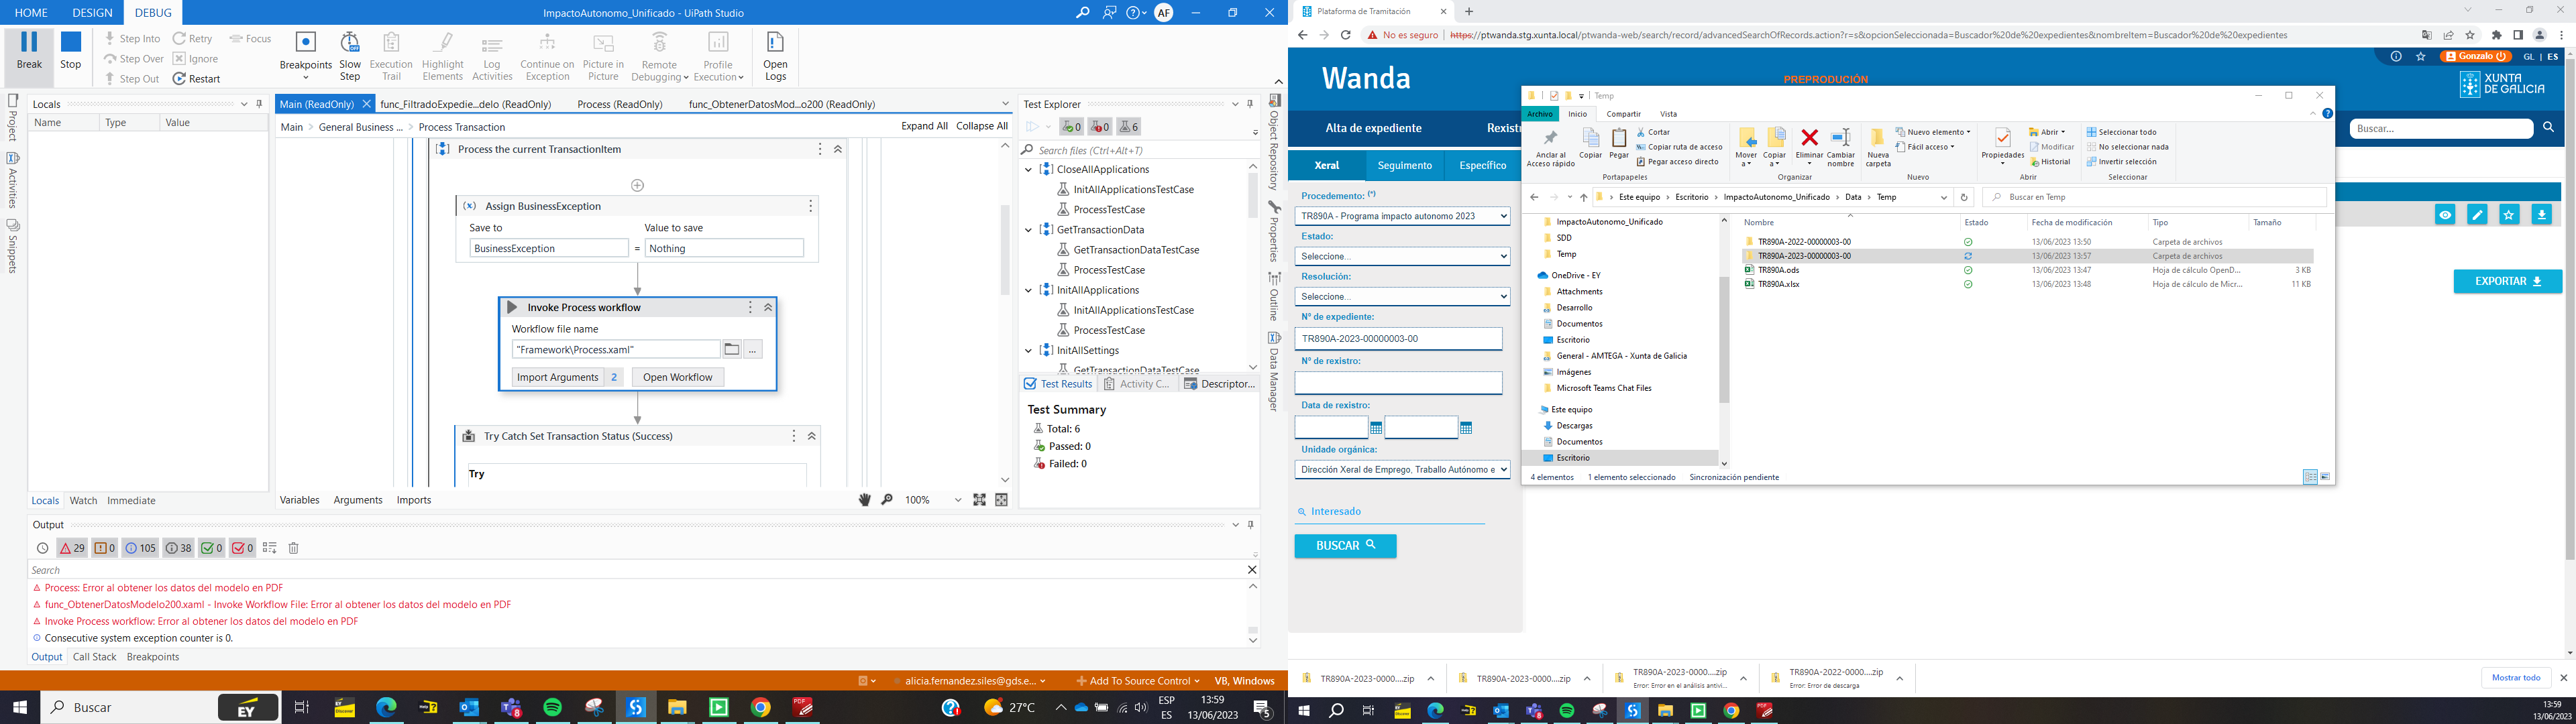 HOME DESIGN DEBUG
ImpactoAutonomo_Unificado - UiPath Studio
AF
Break
Stop
Step Into
Step Over
Step Out
Retry
Ignore
Restart
Focus
Breakpoints
Slow Step
Execution Trail
Highlight Elements
Log Activities
Continue on Exception
Picture in Picture
Remote Debugging
Profile Execution
Open Logs
Project
Activities
Snippets
Locals
Name Type Value
Locals Watch Immediate
Main (ReadOnly) func_FiltradoExpedie...delo (ReadOnly) Process (ReadOnly) func_ObtenerDatosMod...o200 (ReadOnly)
Main > General Business ... > Process Transaction
Expand All Collapse All
Process the current TransactionItem
Assign BusinessException
Save to Value to save
BusinessException = Nothing
Invoke Process workflow
Workflow file name
"Framework\Process.xaml"
...
Import Arguments 2 Open Workflow
Try Catch Set Transaction Status (Success)
Try
Variables Arguments Imports
100%
Test Explorer
0 0 6
Search files (Ctrl+Alt+T)
CloseAllApplications
InitAllApplicationsTestCase
ProcessTestCase
GetTransactionData
GetTransactionDataTestCase
ProcessTestCase
InitAllApplications
InitAllApplicationsTestCase
ProcessTestCase
InitAllSettings
GetTransactionDataTestCase
Test Results Activity C... Descriptor...
Test Summary
Total: 6
Passed: 0
Failed: 0
Object Repository
Properties
Outline
Data Manager
Output
29 0 105 38 0 0
Search
Process: Error al obtener los datos del modelo en PDF
func_ObtenerDatosModelo200.xaml - Invoke Workflow File: Error al obtener los datos del modelo en PDF
Invoke Process workflow: Error al obtener los datos del modelo en PDF
Consecutive system exception counter is 0.
Output Call Stack Breakpoints
alicia.fernandez.siles@gds.e... Add To Source Control VB, Windows
Buscar
EY
27°C
ESP
ES
13:59
13/06/2023
5
Plataforma de Tramitación
No es seguro
https://ptwanda.stg.xunta.local/ptwanda-web/search/record/advancedSearchOfRecords.action?r=s&opcionSeleccionada=Buscador%20de%20expedientes&nombreItem=Buscador%20de%20expedientes
Wanda
PREPRODUCIÓN
Gonzalo
GL | ES
XUNTA
DE GALICIA
Alta de expediente
Rexistr
Buscar...
Xeral Seguimento Específico
Procedemento: (*)
TR890A - Programa impacto autonomo 2023
Estado:
Seleccione...
Resolución:
Seleccione...
Nº de expediente:
TR890A-2023-00000003-00
Nº de rexistro:
Data de rexistro:
Unidade orgánica:
Dirección Xeral de Emprego, Traballo Autónomo e
Interesado
BUSCAR
EXPORTAR
Temp
Archivo Inicio Compartir Vista
Anclar al Acceso rápido
Copiar
Pegar
Cortar
Copiar ruta de acceso
Pegar acceso directo
Portapapeles
Mover a
Copiar a
Eliminar
Cambiar nombre
Organizar
Nueva carpeta
Nuevo elemento
Fácil acceso
Nuevo
Propiedades
Abrir
Modificar
Historial
Abrir
Seleccionar todo
No seleccionar nada
Invertir selección
Seleccionar
Este equipo > Escritorio > ImpactoAutonomo_Unificado > Data > Temp
Buscar en Temp
ImpactoAutonomo_Unificado
SDD
Temp
OneDrive - EY
Attachments
Desarrollo
Documentos
Escritorio
General - AMTEGA - Xunta de Galicia
Imágenes
Microsoft Teams Chat Files
Este equipo
Descargas
Documentos
Escritorio
Nombre Estado Fecha de modificación Tipo Tamaño
TR890A-2022-00000003-00 13/06/2023 13:50 Carpeta de archivos
TR890A-2023-00000003-00 13/06/2023 13:57 Carpeta de archivos
TR890A.ods 13/06/2023 13:47 Hoja de cálculo OpenD... 3 KB
TR890A.xlsx 13/06/2023 13:48 Hoja de cálculo de Micr... 11 KB
4 elementos 1 elemento seleccionado Sincronización pendiente
TR890A-2023-0000....zip
TR890A-2023-0000....zip
TR890A-2023-0000....zip
Error: Error en el análisis antivi...
TR890A-2022-0000....zip
Error: Error de descarga
Mostrar todo
13:59
13/06/2023